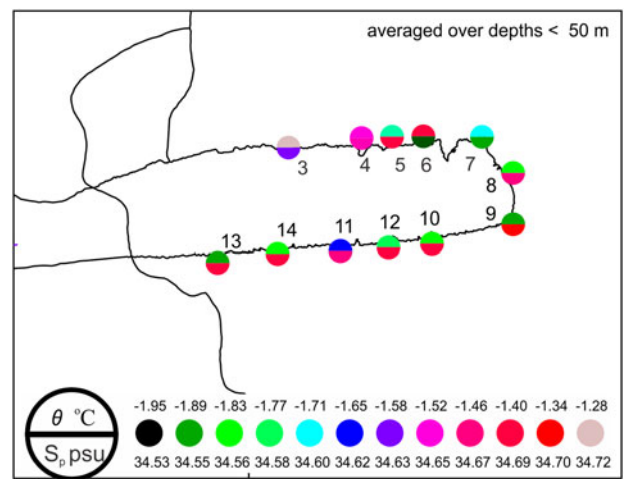 averaged over depths < 50 m
3 4 5 6 7
8
9
13 14 11 12 10
θ °C
S_p psu
-1.95 -1.89 -1.83 -1.77 -1.71 -1.65 -1.58 -1.52 -1.46 -1.40 -1.34 -1.28
34.53 34.55 34.56 34.58 34.60 34.62 34.63 34.65 34.67 34.69 34.70 34.72